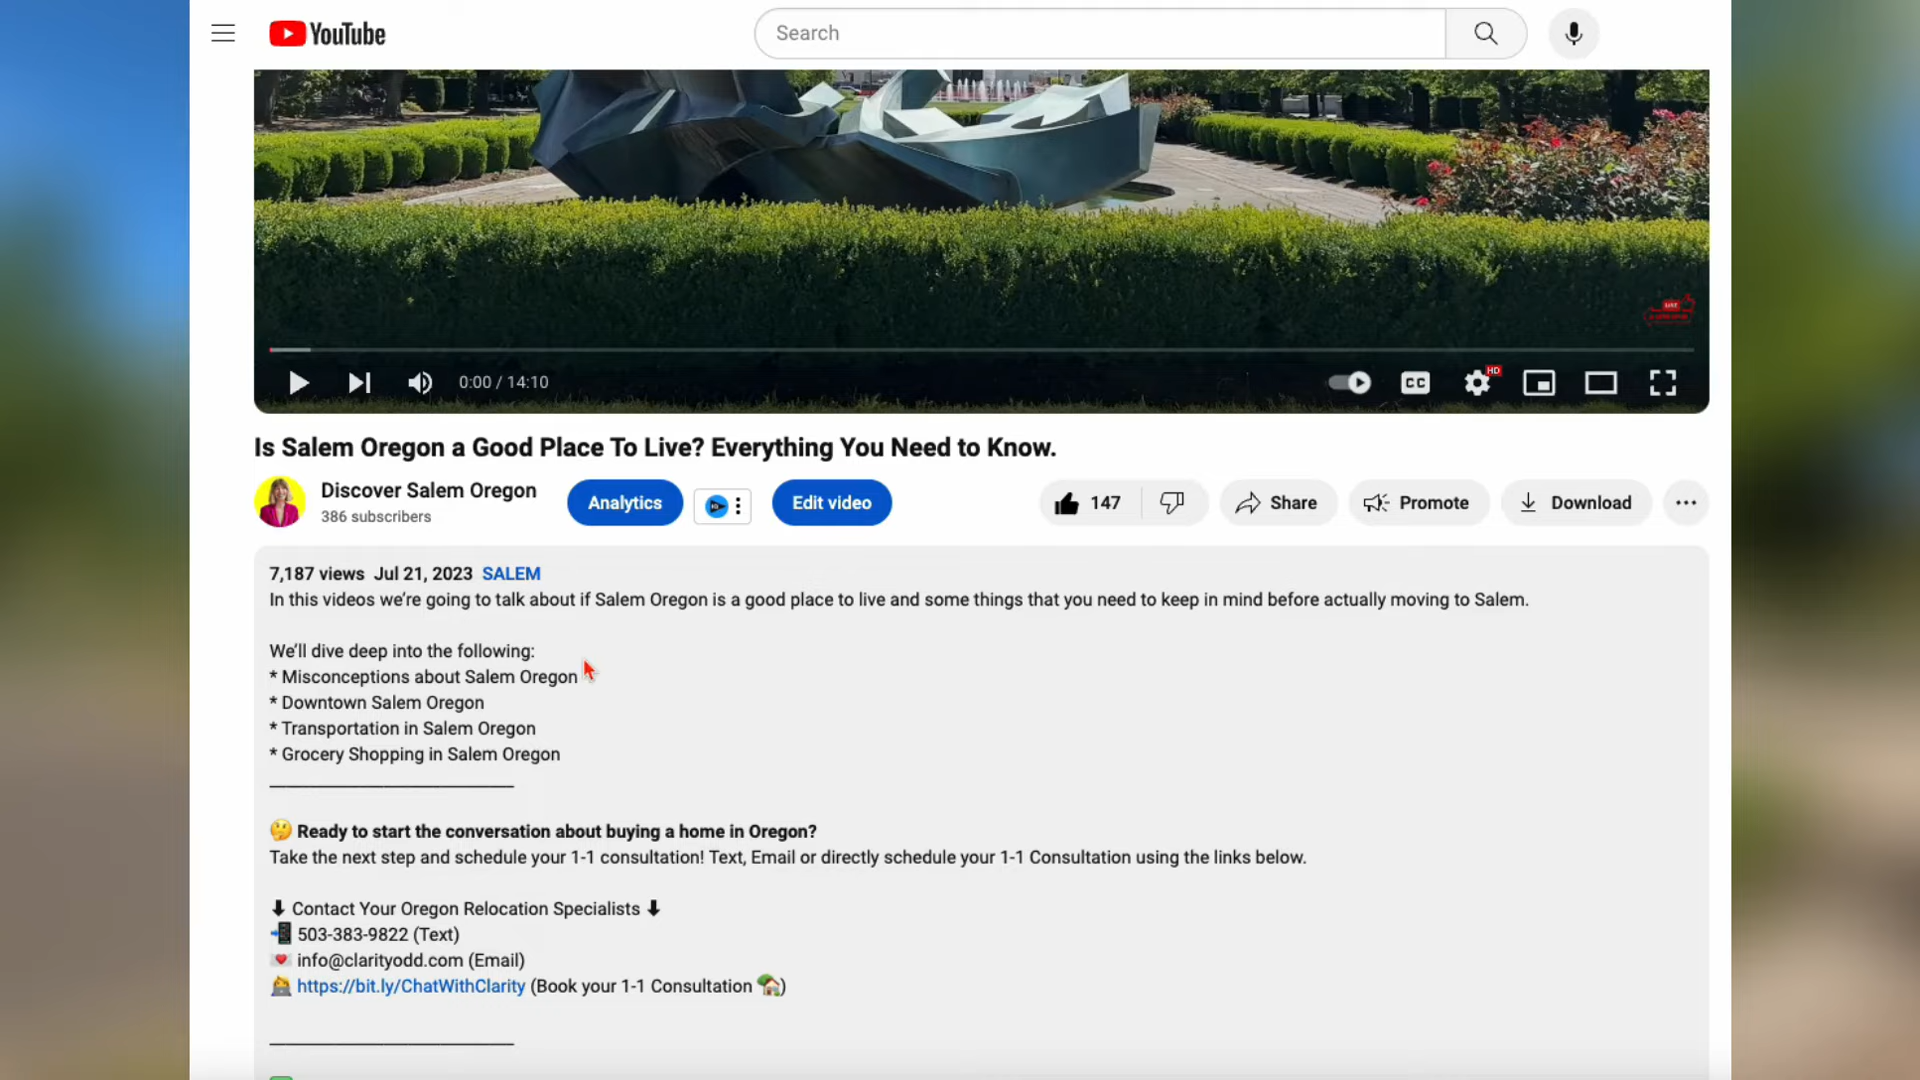 YouTube
Search
LIKE
0:00 / 14:10
CC
HD
Is Salem Oregon a Good Place To Live? Everything You Need to Know.
Discover Salem Oregon
386 subscribers
Analytics
Edit video
147
Share
Promote
Download
7,187 views Jul 21, 2023 SALEM
In this videos we're going to talk about if Salem Oregon is a good place to live and some things that you need to keep in mind before actually moving to Salem.
We'll dive deep into the following:
* Misconceptions about Salem Oregon
* Downtown Salem Oregon
* Transportation in Salem Oregon
* Grocery Shopping in Salem Oregon
🤔 Ready to start the conversation about buying a home in Oregon?
Take the next step and schedule your 1-1 consultation! Text, Email or directly schedule your 1-1 Consultation using the links below.
⬇ Contact Your Oregon Relocation Specialists ⬇
📲 503-383-9822 (Text)
💌 info@clarityodd.com (Email)
👩‍💻 https://bit.ly/ChatWithClarity (Book your 1-1 Consultation 🏡)